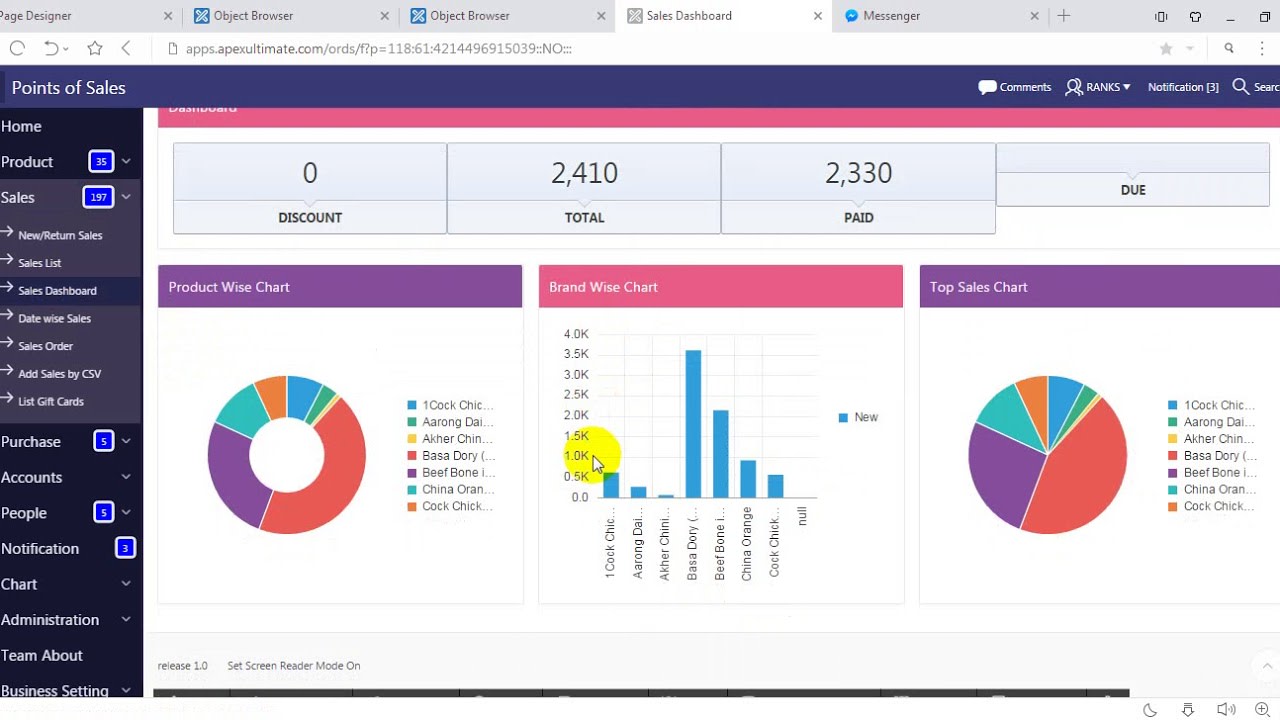 Page Designer
Object Browser
Object Browser
Sales Dashboard
Messenger
apps.apexultimate.com/ords/f?p=118:61:4214496915039::NO:::
Points of Sales
Comments
RANKS
Notification [3]
Searc
Home
Product 35
Sales 197
New/Return Sales
Sales List
Sales Dashboard
Date wise Sales
Sales Order
Add Sales by CSV
List Gift Cards
Purchase 5
Accounts
People 5
Notification 3
Chart
Administration
Team About
Business Setting
Dashboard
0
DISCOUNT
2,410
TOTAL
2,330
PAID
DUE
Product Wise Chart
1Cock Chic...
Aarong Dai...
Akher Chin...
Basa Dory (...
Beef Bone i...
China Oran...
Cock Chick...
Brand Wise Chart
4.0K
3.5K
3.0K
2.5K
2.0K
1.5K
1.0K
0.5K
0.0
1Cock Chic...
Aarong Dai...
Akher Chini...
Basa Dory (...
Beef Bone i...
China Orange
Cock Chick...
null
New
Top Sales Chart
1Cock Chic...
Aarong Dai...
Akher Chin...
Basa Dory (...
Beef Bone i...
China Oran...
Cock Chick...
release 1.0
Set Screen Reader Mode On